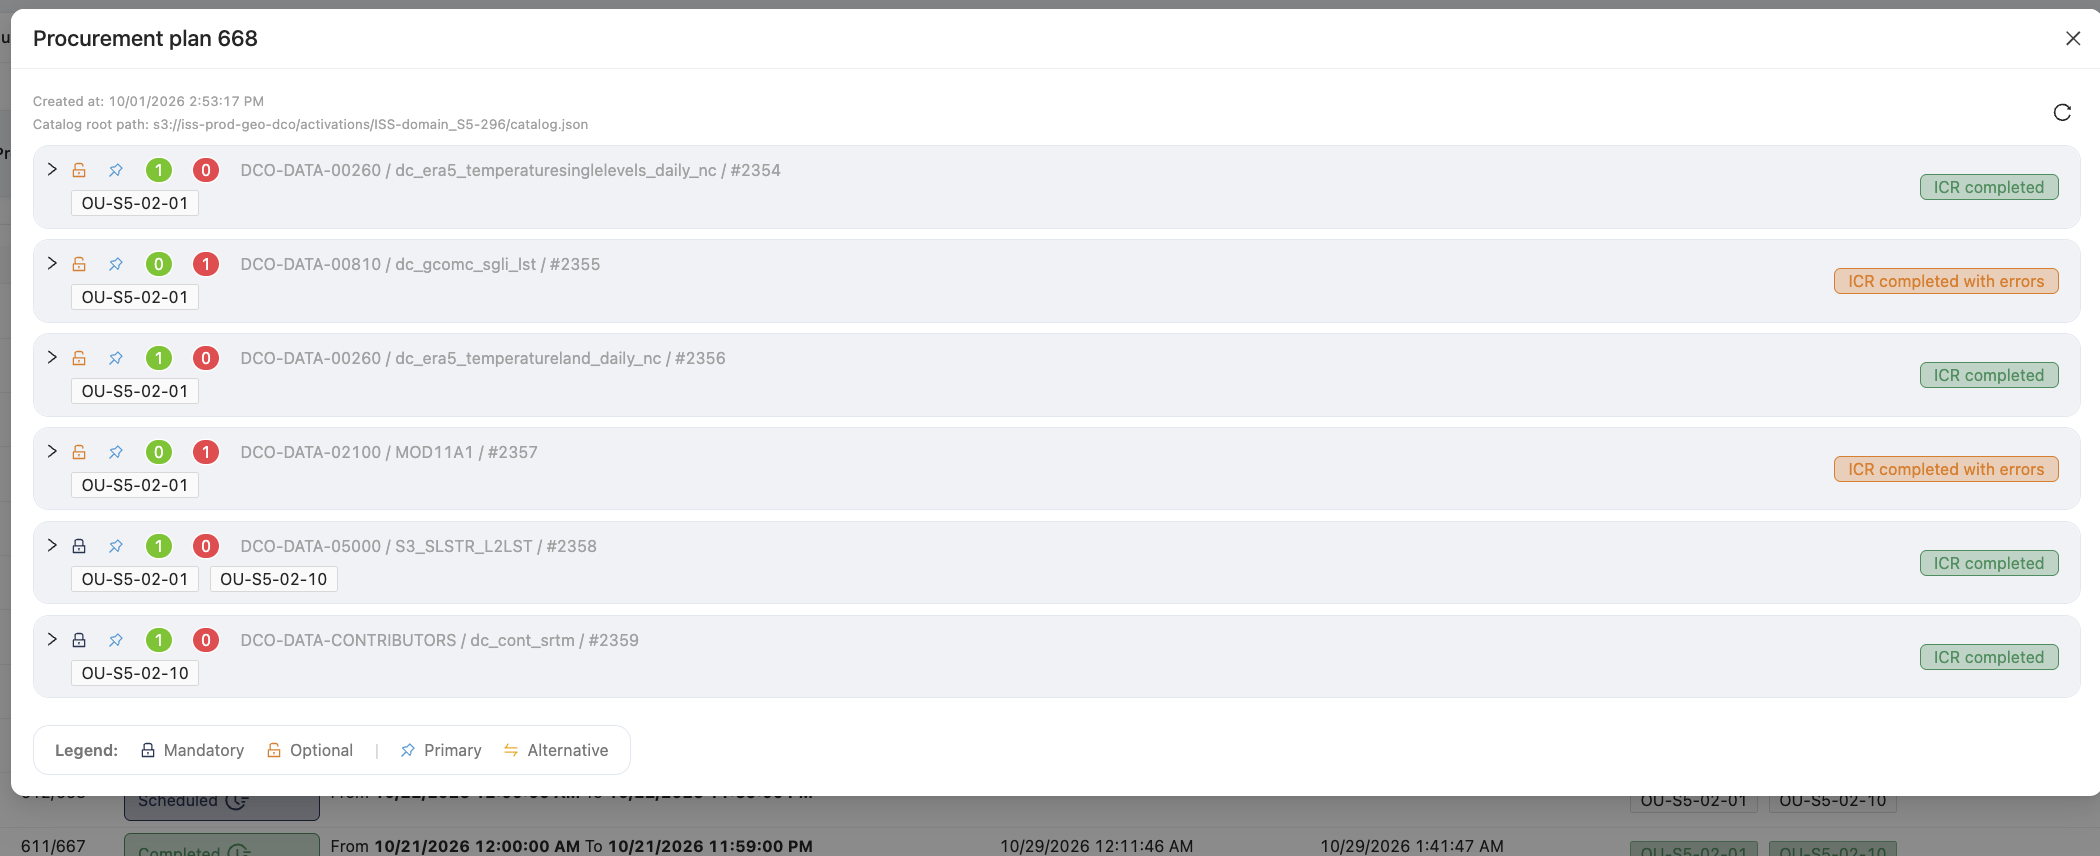 Procurement plan 668
Created at: 10/01/2026 2:53:17 PM
Catalog root path: s3://iss-prod-geo-dco/activations/ISS-domain_S5-296/catalog.json
1 0 DCO-DATA-00260 / dc_era5_temperaturesinglelevels_daily_nc / #2354
OU-S5-02-01
ICR completed
0 1 DCO-DATA-00810 / dc_gcomc_sgli_lst / #2355
OU-S5-02-01
ICR completed with errors
1 0 DCO-DATA-00260 / dc_era5_temperatureland_daily_nc / #2356
OU-S5-02-01
ICR completed
0 1 DCO-DATA-02100 / MOD11A1 / #2357
OU-S5-02-01
ICR completed with errors
1 0 DCO-DATA-05000 / S3_SLSTR_L2LST / #2358
OU-S5-02-01 OU-S5-02-10
ICR completed
1 0 DCO-DATA-CONTRIBUTORS / dc_cont_srtm / #2359
OU-S5-02-10
ICR completed
Legend: Mandatory Optional | Primary Alternative
Scheduled OU-S5-02-01 OU-S5-02-10
611/667 Completed From 10/21/2026 12:00:00 AM To 10/21/2026 11:59:00 PM 10/29/2026 12:11:46 AM 10/29/2026 1:41:47 AM OU-S5-02-01 OU-S5-02-10